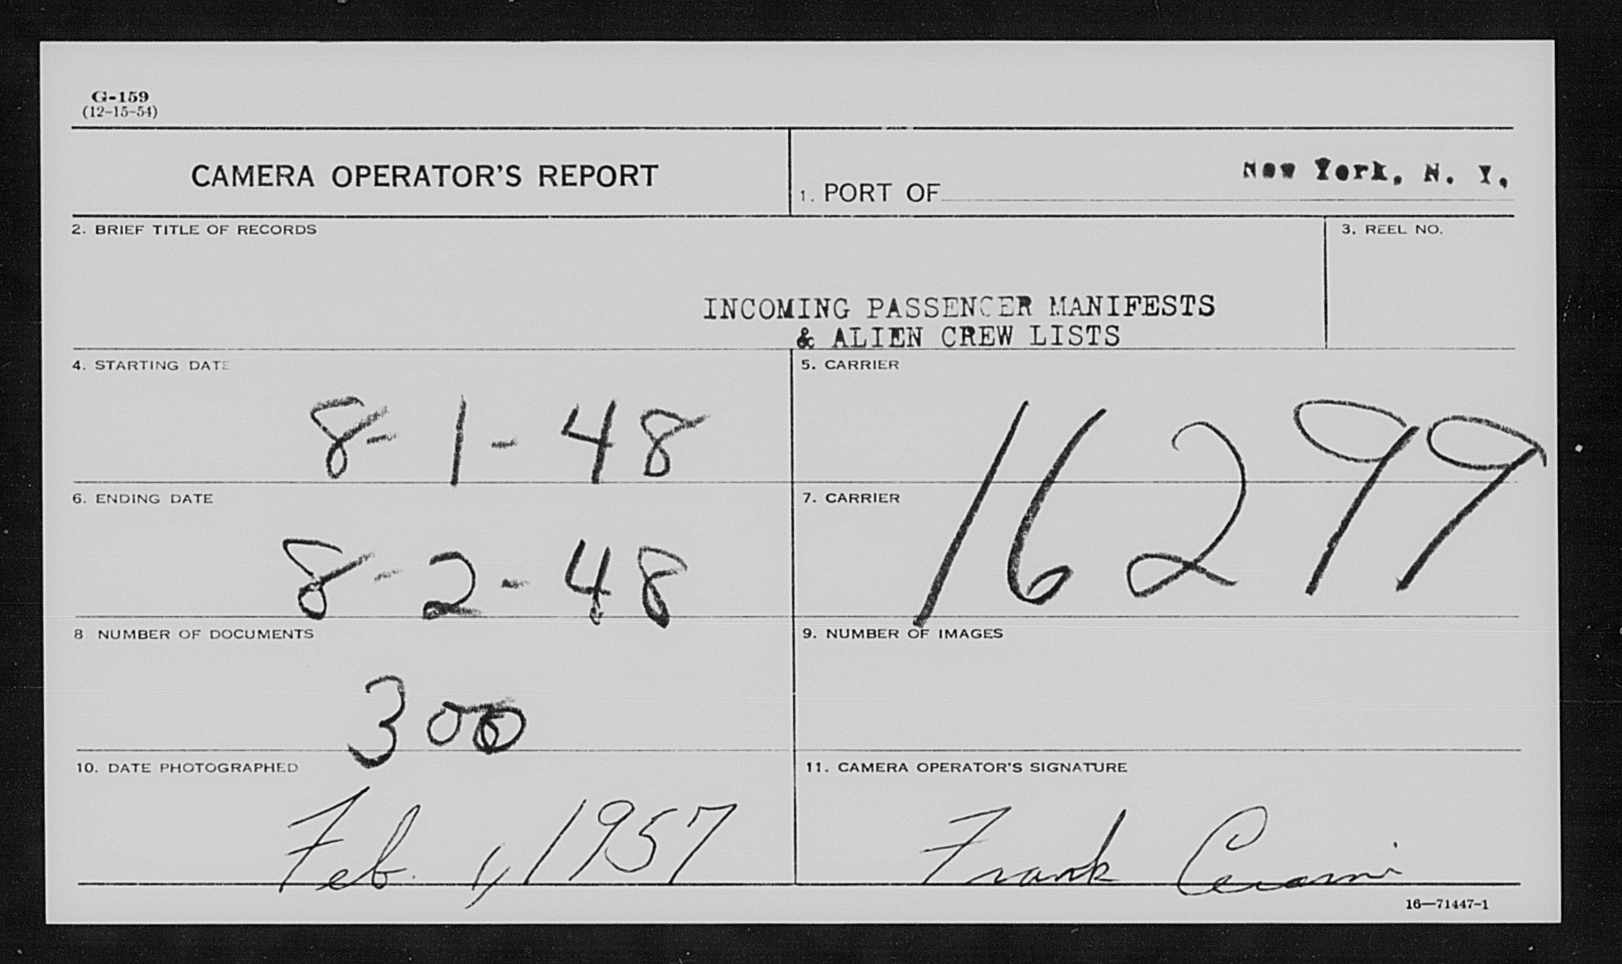 G-159
(12-15-54)
CAMERA OPERATOR'S REPORT
1. PORT OF New York, N. Y.
2. BRIEF TITLE OF RECORDS
3. REEL NO.
INCOMING PASSENGER MANIFESTS
& ALIEN CREW LISTS
4. STARTING DATE
8-1-48
5. CARRIER
16299
6. ENDING DATE
8-2-48
7. CARRIER
8 NUMBER OF DOCUMENTS
300
9. NUMBER OF IMAGES
10. DATE PHOTOGRAPHED
Feb. 1, 1957
11. CAMERA OPERATOR'S SIGNATURE
Frank
16—71447-1